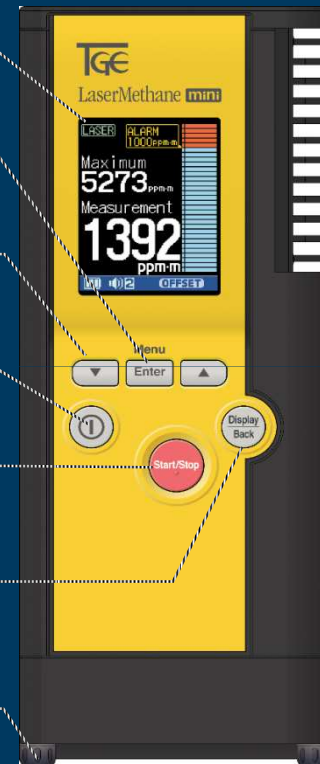 TGE
LaserMethane mini
LASER ALARM
1000ppm-m
Maximum
5273ppm-m
Measurement
1392
ppm·m
2 OFFSET
Menu
▼ Enter ▲
Display
Back
Start/Stop